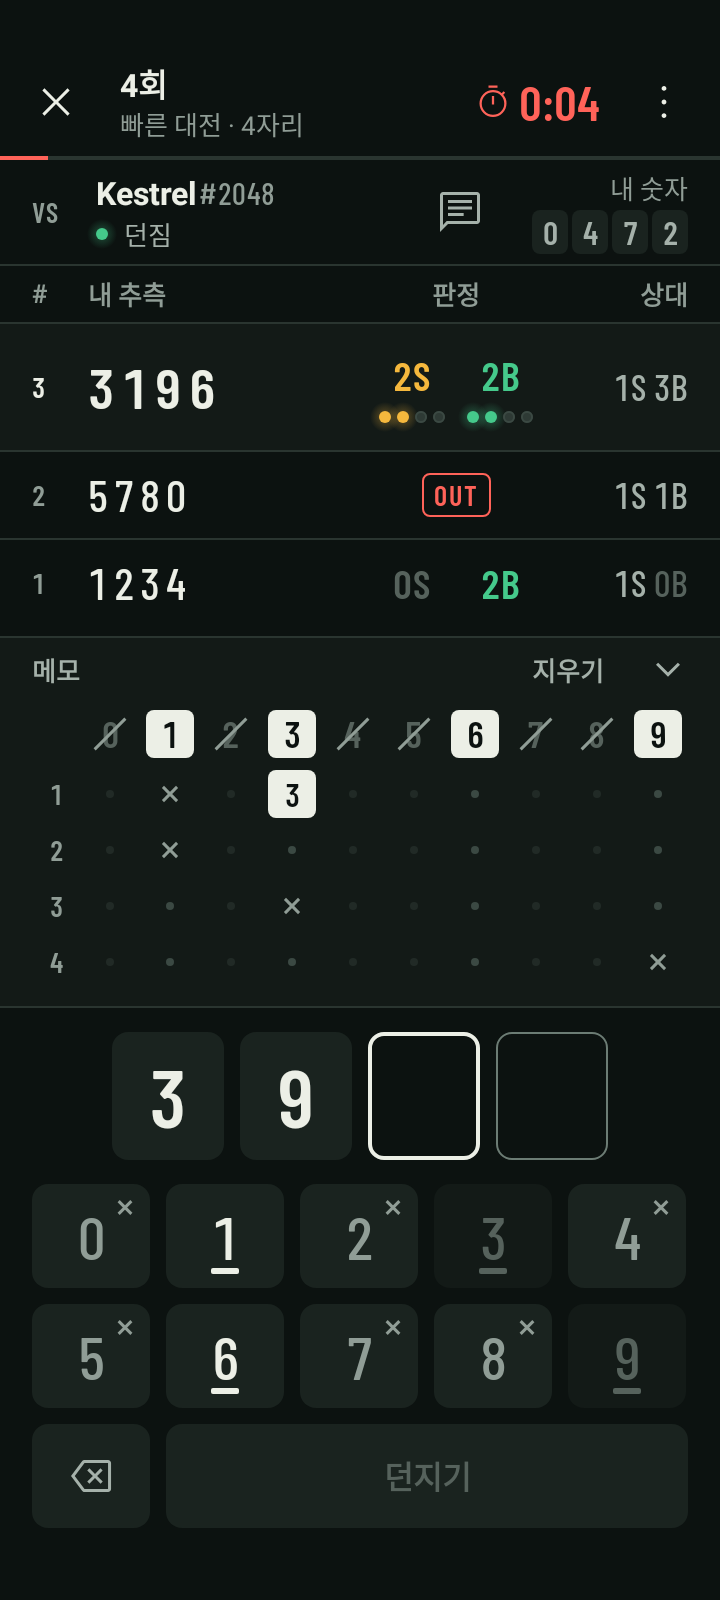 4회
빠른 대전 · 4자리
0:04
VS
Kestrel #2048
던짐
내 숫자
0 4 7 2
# 내 추측 판정 상대
3 3196 2S 2B 1S 3B
2 5780 OUT 1S 1B
1 1234 0S 2B 1S 0B
메모 지우기
0 1 2 3 4 5 6 7 8 9
1 × 3
2 ×
3 ×
4 ×
3 9
0 × 1 2 × 3 4 ×
5 × 6 7 × 8 × 9
던지기